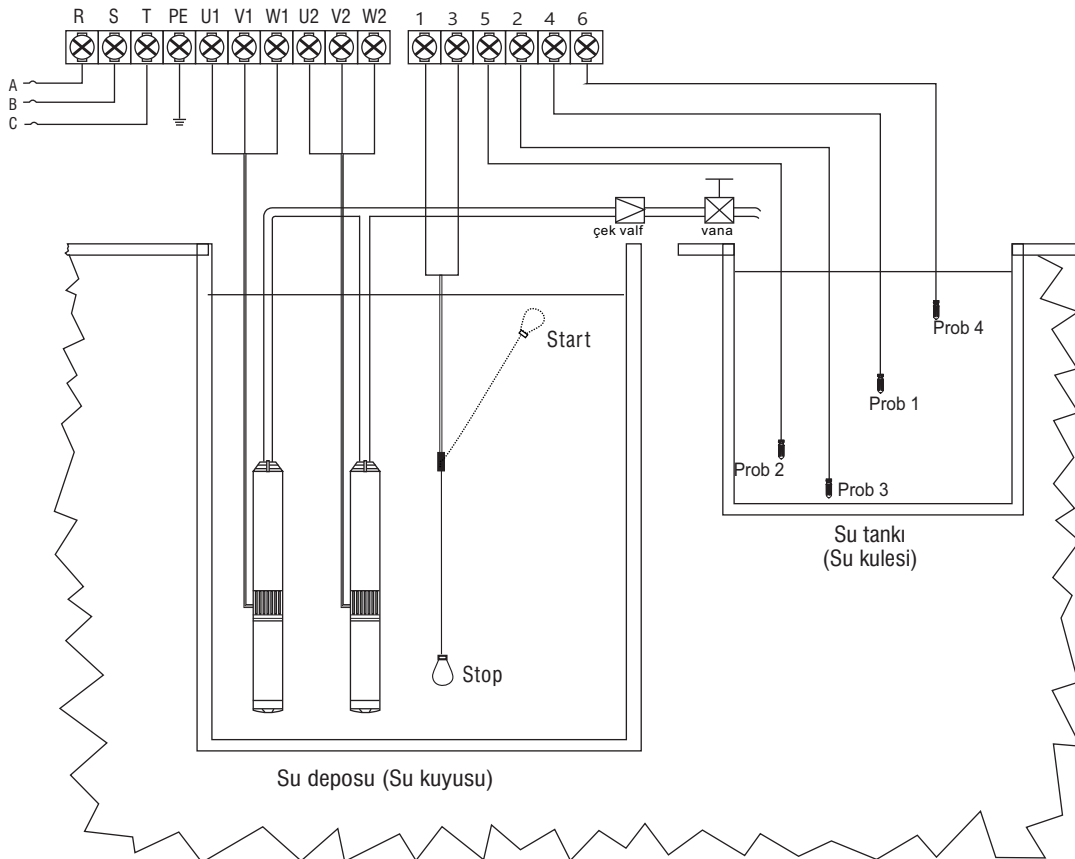 R S T PE U1 V1 W1 U2 V2 W2 1 3 5 2 4 6
A
B
C
çek valf
vana
Start
Prob 4
Prob 1
Prob 2
Prob 3
Su tankı
(Su kulesi)
Stop
Su deposu (Su kuyusu)